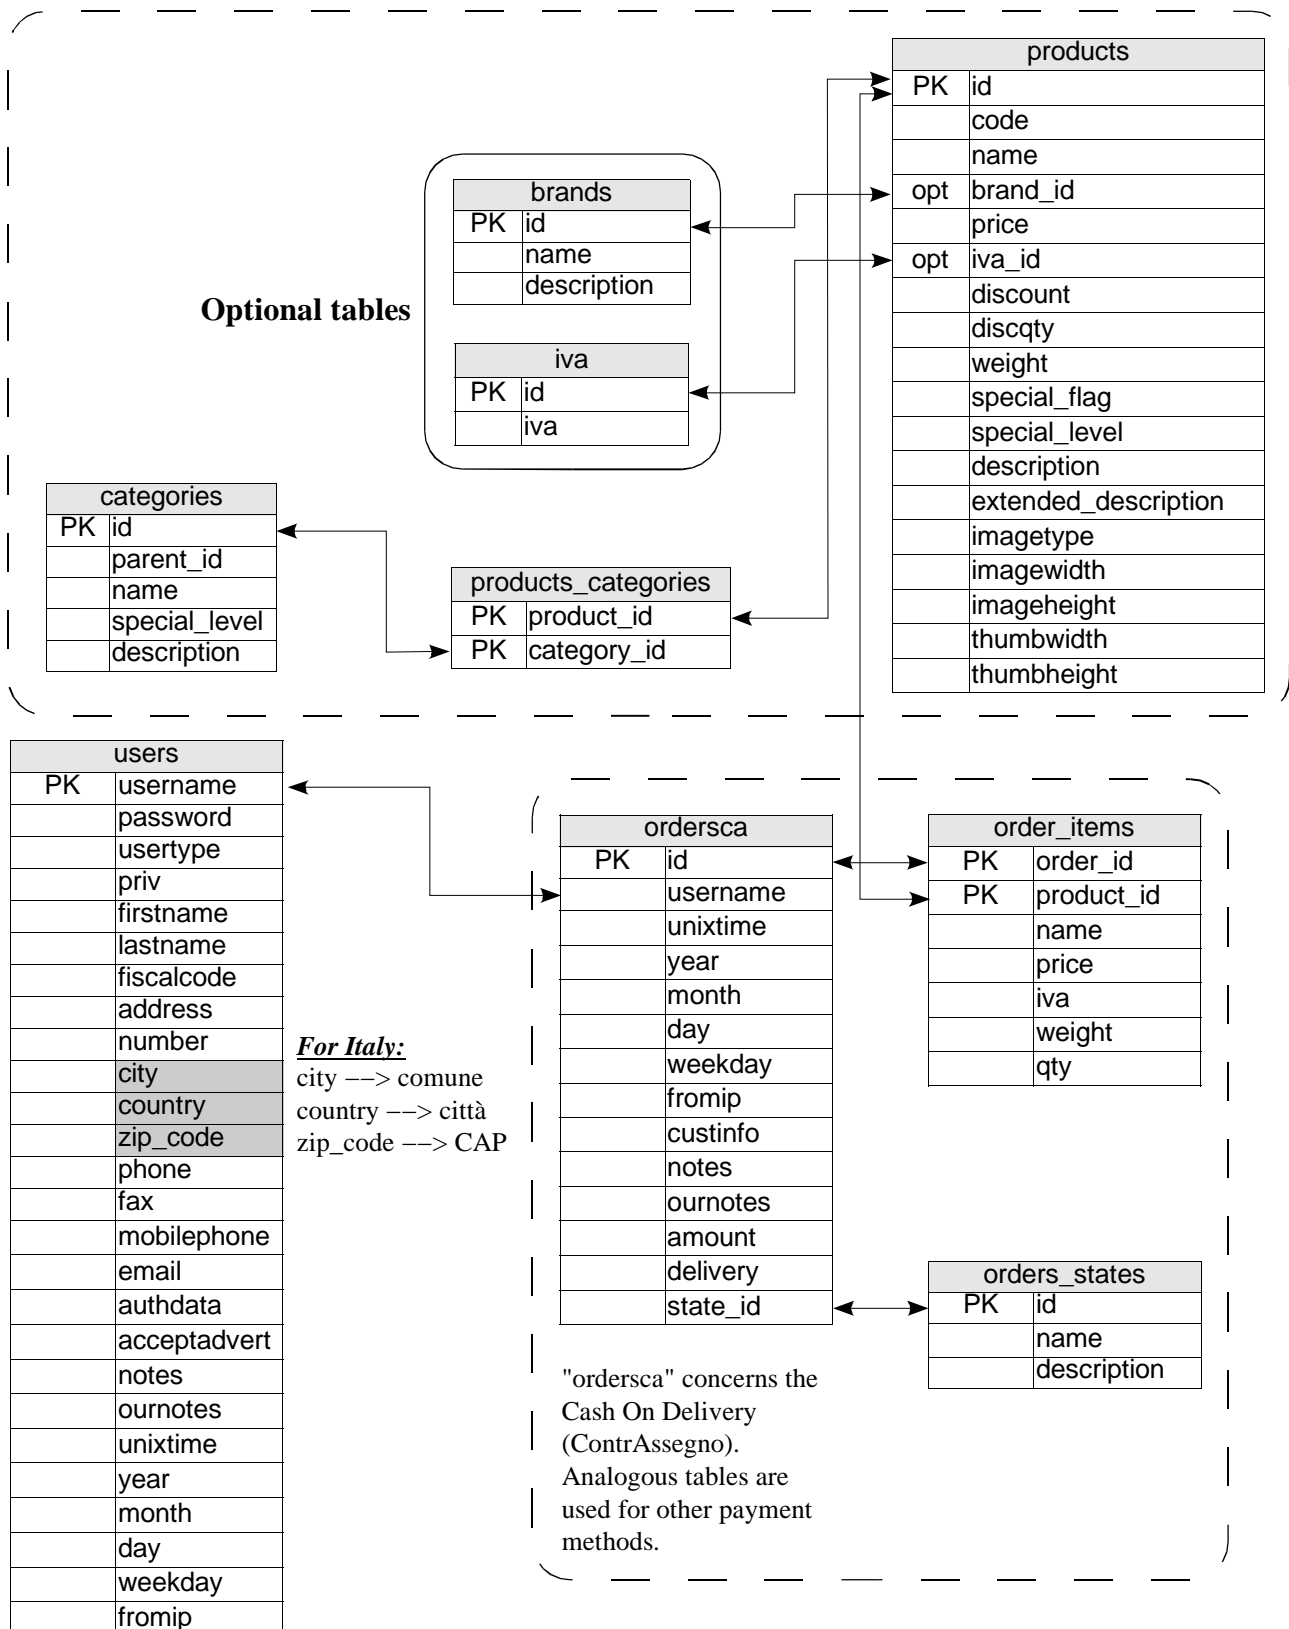 products
PK id
code
name
opt brand_id
price
opt iva_id
discount
discqty
weight
special_flag
special_level
description
extended_description
imagetype
imagewidth
imageheight
thumbwidth
thumbheight
brands
PK id
name
description
Optional tables
iva
PK id
iva
categories
PK id
parent_id
name
special_level
description
products_categories
PK product_id
PK category_id
users
PK username
password
usertype
priv
firstname
lastname
fiscalcode
address
number
city
country
zip_code
phone
fax
mobilephone
email
authdata
acceptadvert
notes
ournotes
unixtime
year
month
day
weekday
fromip
For Italy:
city −−> comune
country −−> città
zip_code −−> CAP
ordersca
PK id
username
unixtime
year
month
day
weekday
fromip
custinfo
notes
ournotes
amount
delivery
state_id
order_items
PK order_id
PK product_id
name
price
iva
weight
qty
orders_states
PK id
name
description
"ordersca" concerns the
Cash On Delivery
(ContrAssegno).
Analogous tables are
used for other payment
methods.